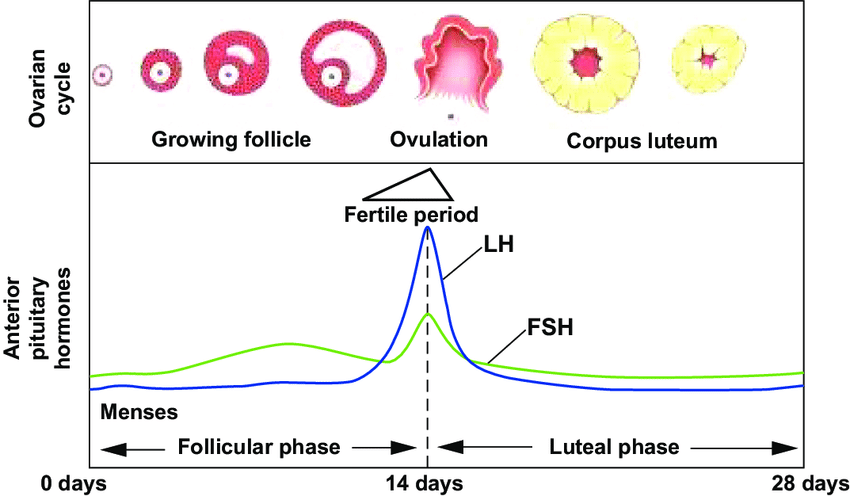 Ovarian
cycle
Growing follicle
Ovulation
Corpus luteum
Fertile period
LH
FSH
Anterior
pituitary
hormones
Menses
Follicular phase
Luteal phase
0 days
14 days
28 days